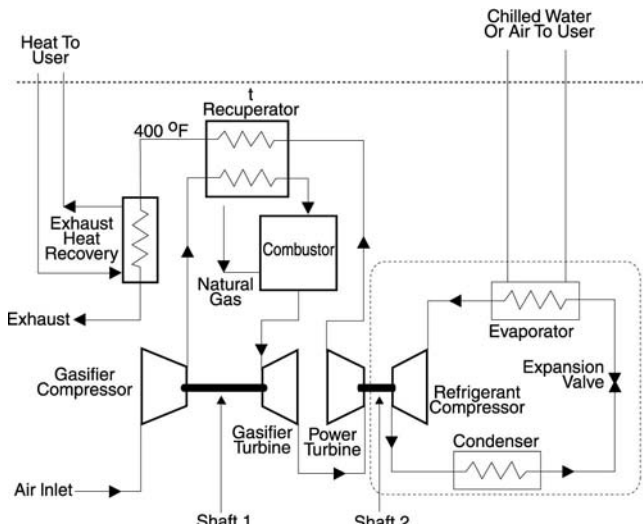 Heat To
User
Chilled Water
Or Air To User
t
Recuperator
400 °F
Exhaust
Heat
Recovery
Combustor
Natural
Gas
Exhaust
Evaporator
Expansion
Valve
Gasifier
Compressor
Refrigerant
Compressor
Gasifier
Turbine
Power
Turbine
Condenser
Air Inlet
Shaft 1
Shaft 2